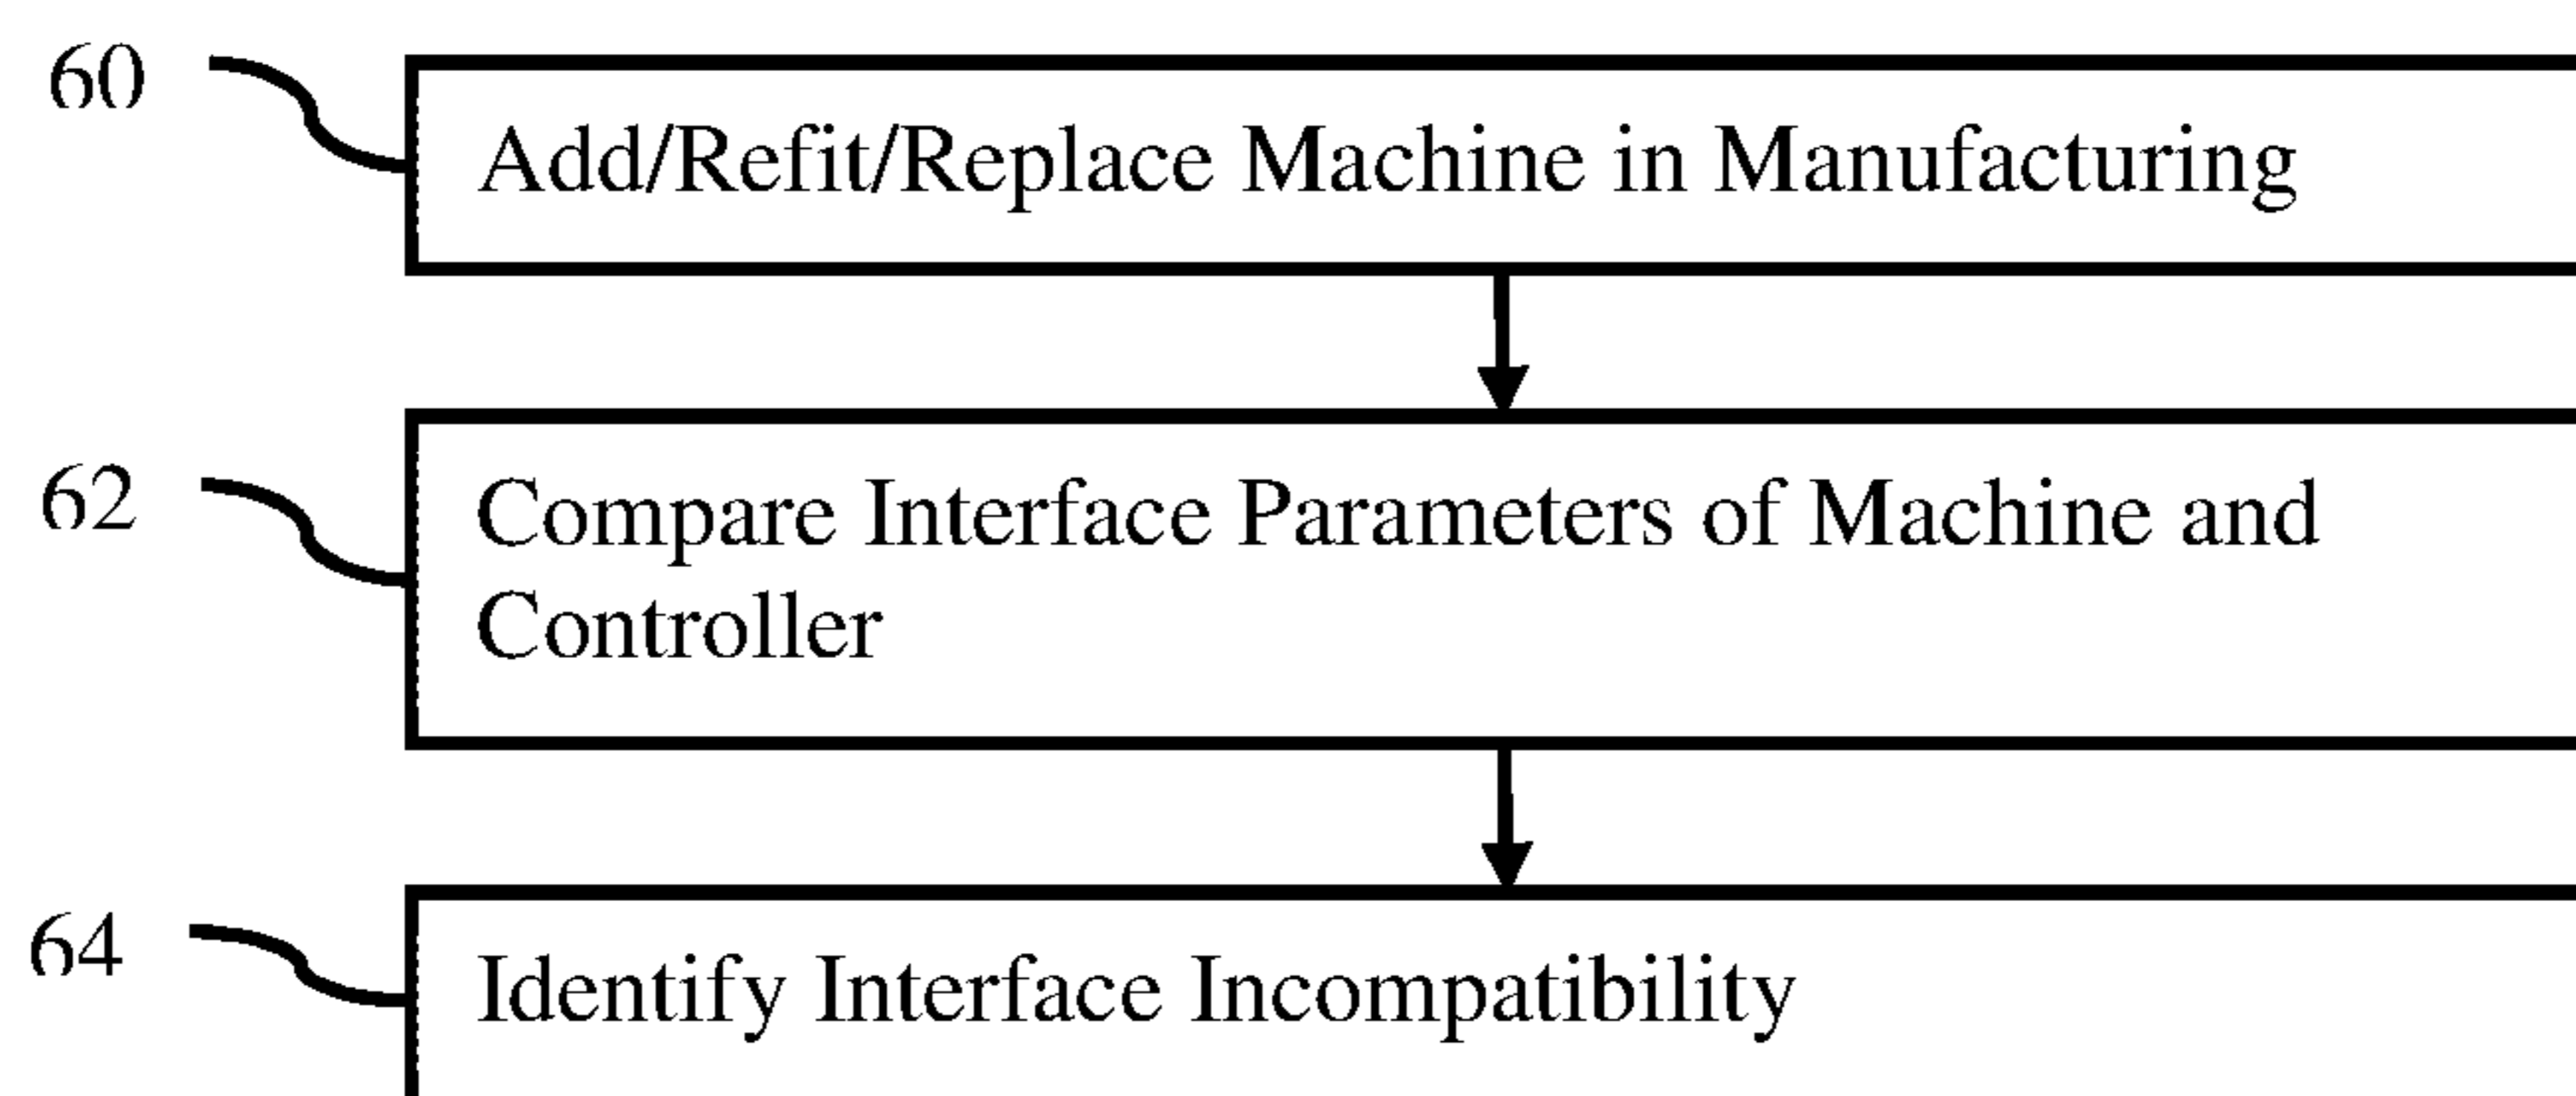 60
Add/Refit/Replace Machine in Manufacturing
62
Compare Interface Parameters of Machine and
Controller
64
Identify Interface Incompatibility